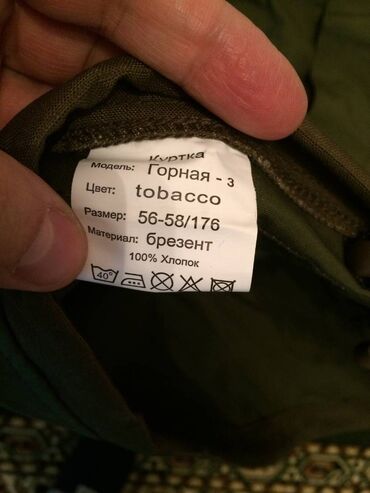 Куртка
Модель: Горная - 3
Цвет: tobacco
Размер: 56-58/176
Материал: брезент
100% Хлопок
40°